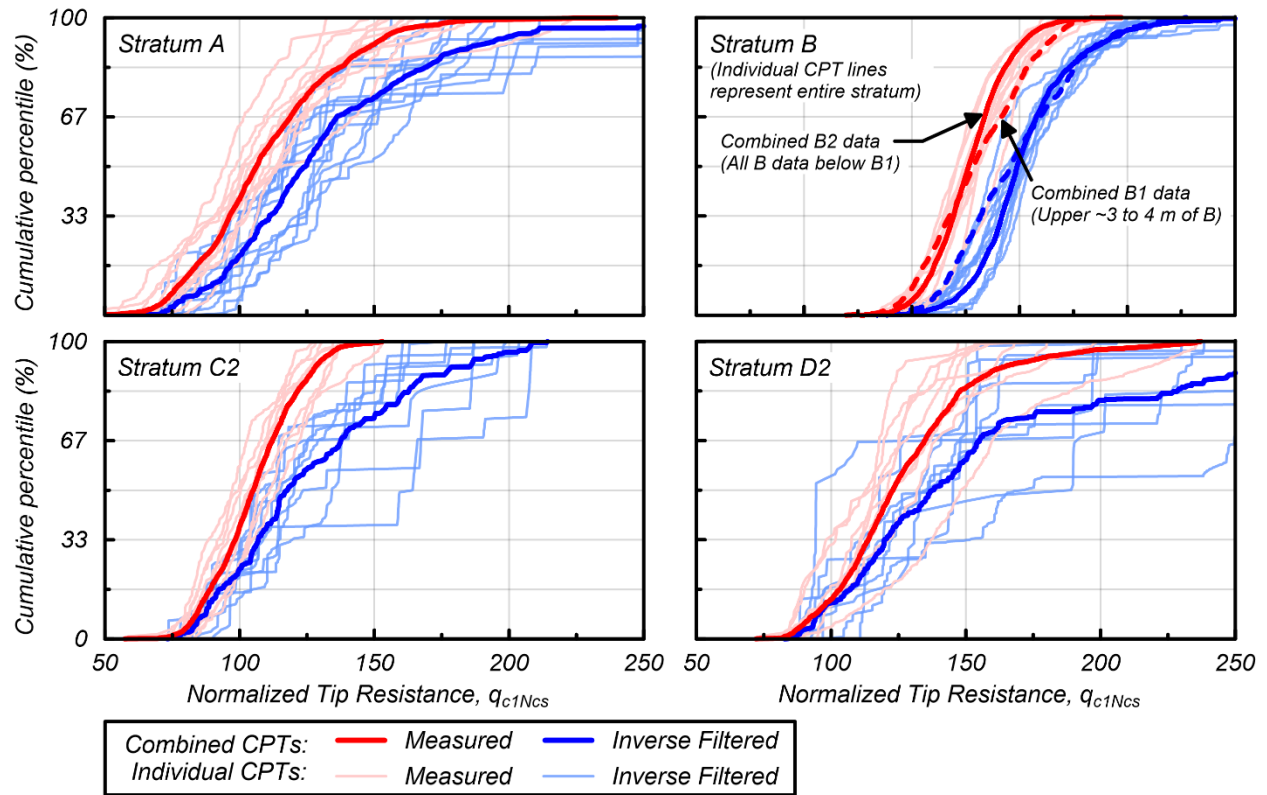 100
67
33
0
Cumulative percentile (%)
Stratum A
Stratum B
(Individual CPT lines
represent entire stratum)
Combined B2 data
(All B data below B1)
Combined B1 data
(Upper ~3 to 4 m of B)
100
67
33
0
Cumulative percentile (%)
Stratum C2
Stratum D2
50 100 150 200 250
50 100 150 200 250
Normalized Tip Resistance, qc1Ncs
Normalized Tip Resistance, qc1Ncs
Combined CPTs: Measured Inverse Filtered
Individual CPTs: Measured Inverse Filtered